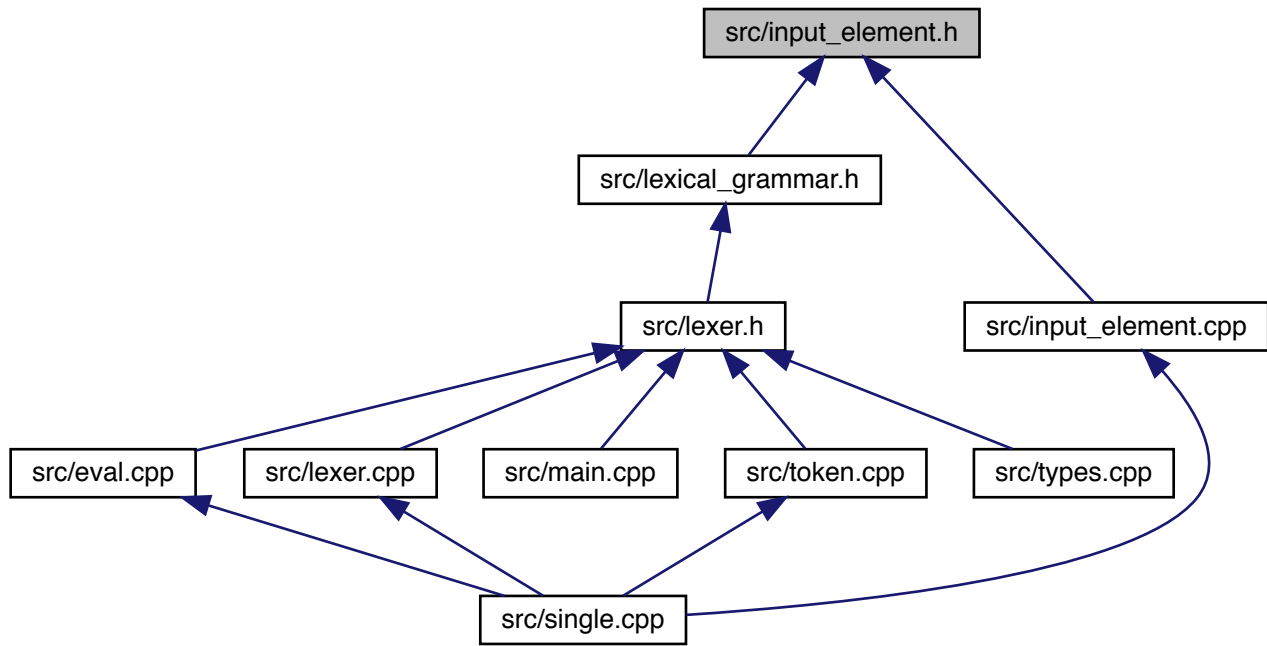 src/input_element.h
src/lexical_grammar.h
src/lexer.h
src/input_element.cpp
src/eval.cpp
src/lexer.cpp
src/main.cpp
src/token.cpp
src/types.cpp
src/single.cpp